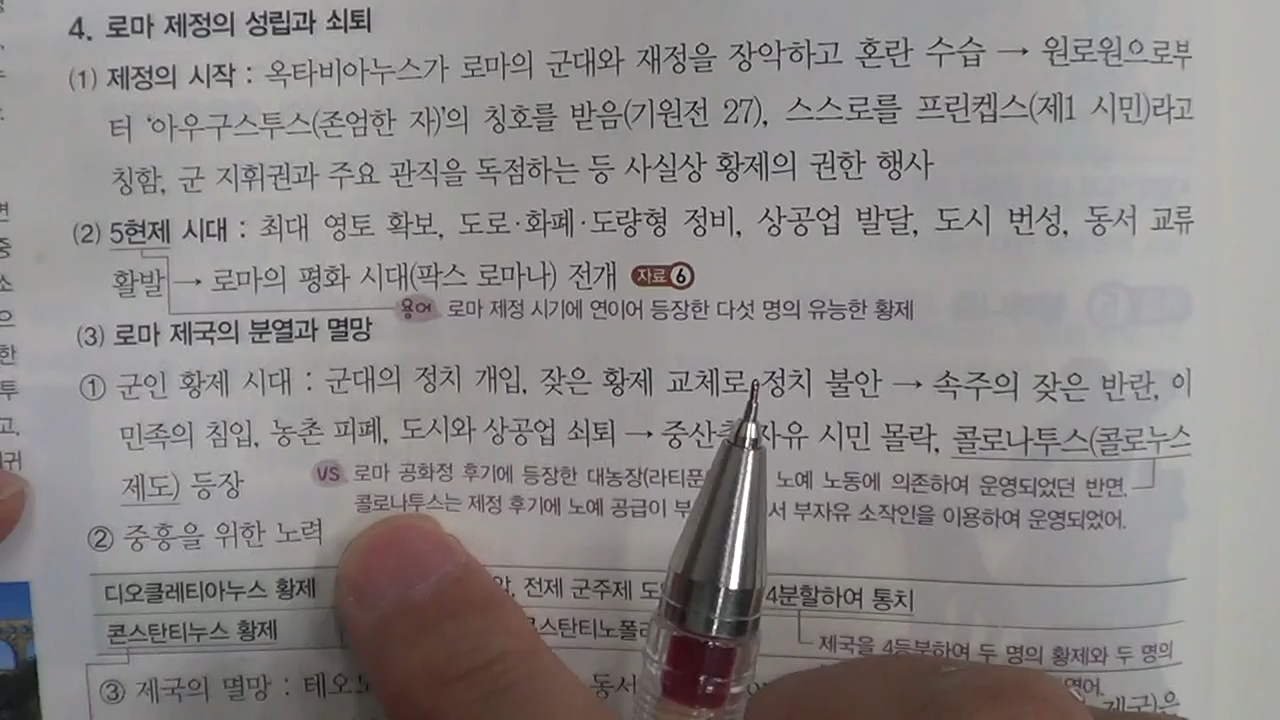 4. 로마 제정의 성립과 쇠퇴
(1) 제정의 시작 : 옥타비아누스가 로마의 군대와 재정을 장악하고 혼란 수습 → 원로원으로부
터 '아우구스투스(존엄한 자)'의 칭호를 받음(기원전 27), 스스로를 프린켑스(제1 시민)라고
칭함, 군 지휘권과 주요 관직을 독점하는 등 사실상 황제의 권한 행사
(2) 5현제 시대 : 최대 영토 확보, 도로·화폐·도량형 정비, 상공업 발달, 도시 번성, 동서 교류
활발 → 로마의 평화 시대(팍스 로마나) 전개 자료 6
용어 로마 제정 시기에 연이어 등장한 다섯 명의 유능한 황제
(3) 로마 제국의 분열과 멸망
① 군인 황제 시대 : 군대의 정치 개입, 잦은 황제 교체로 정치 불안 → 속주의 잦은 반란, 이
민족의 침입, 농촌 피폐, 도시와 상공업 쇠퇴 → 중산 자유 시민 몰락, 콜로나투스(콜로누스
제도) 등장
VS 로마 공화정 후기에 등장한 대농장(라티푼 노예 노동에 의존하여 운영되었던 반면,
콜로나투스는 제정 후기에 노예 공급이 부 서 부자유 소작인을 이용하여 운영되었어.
② 중흥을 위한 노력
디오클레티아누스 황제 전제 군주제 도 4분할하여 통치
콘스탄티누스 황제 스탄티노폴
제국을 4등분하여 두 명의 황제와 두 명의
③ 제국의 멸망 : 테오 동서 제국)은